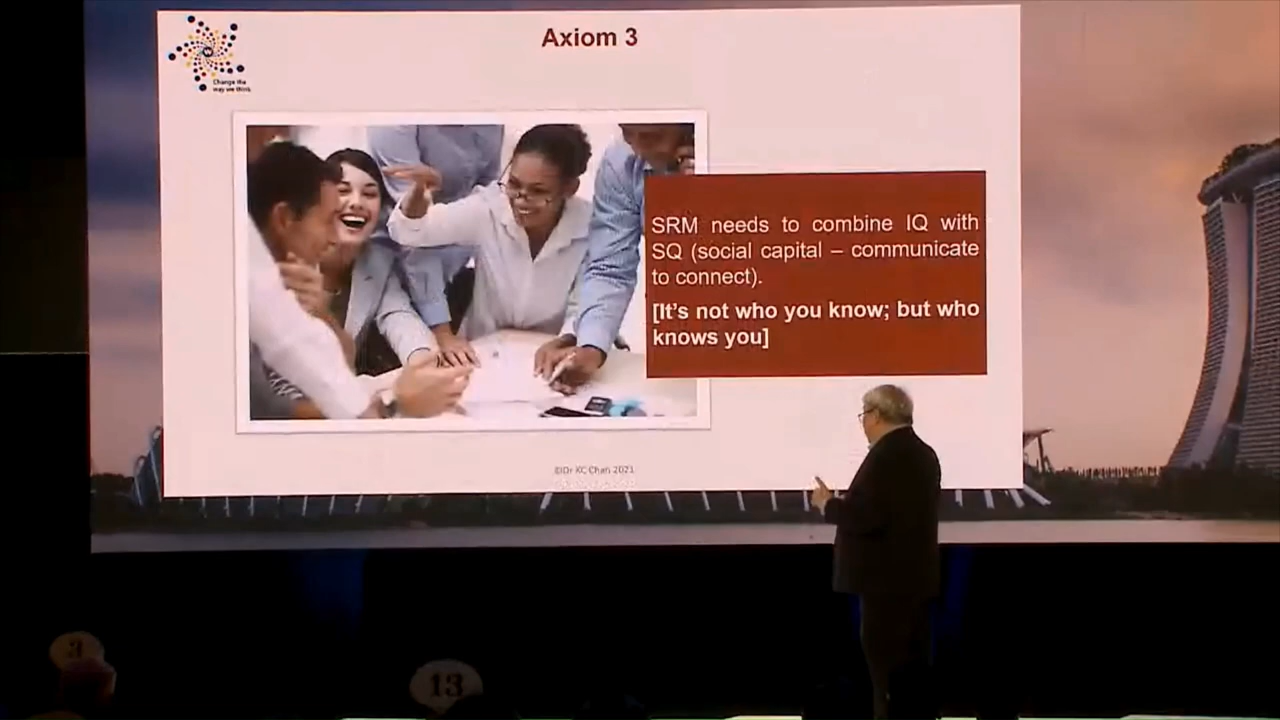 Axiom 3
Change the
way we think
SRM needs to combine IQ with
SQ (social capital – communicate
to connect).
[It's not who you know; but who
knows you]
©Dr KC Chan 2021
3
13